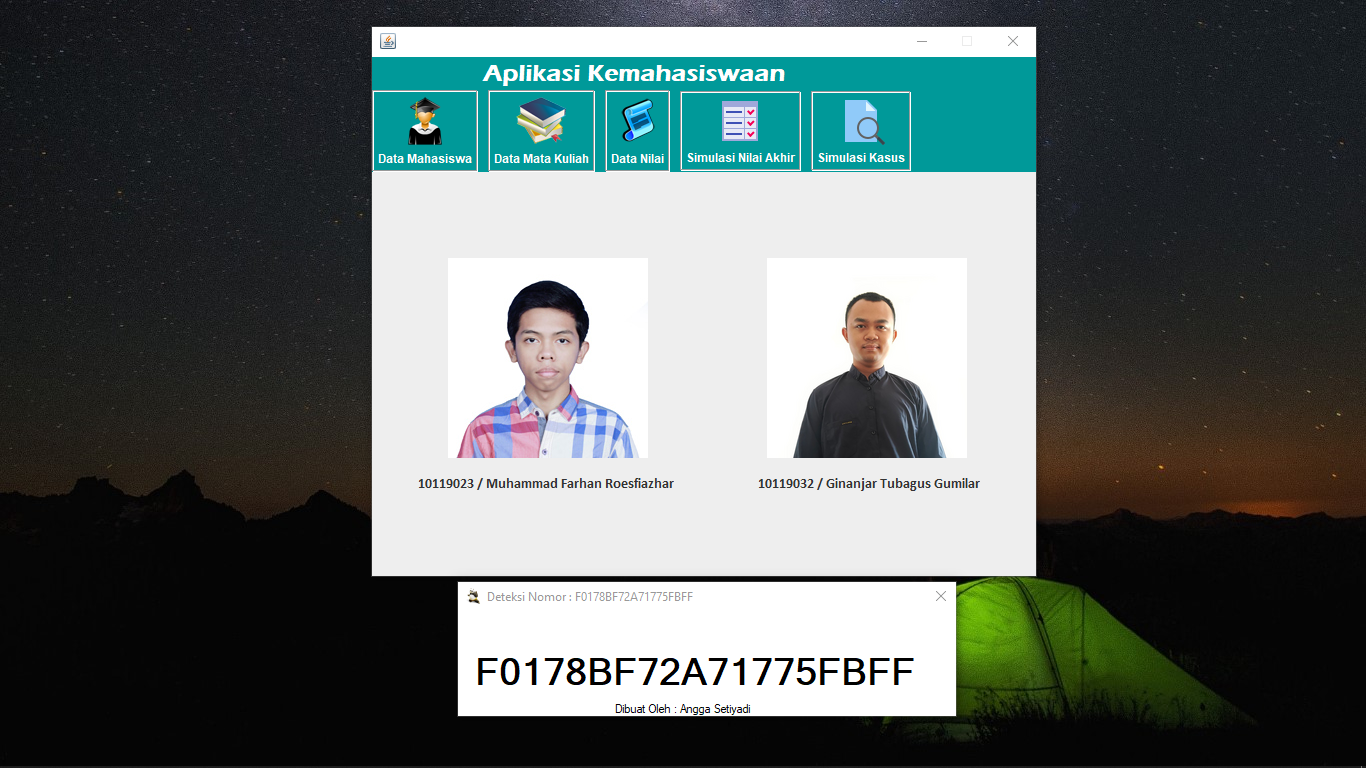 Aplikasi Kemahasiswaan
Data Mahasiswa
Data Mata Kuliah
Data Nilai
Simulasi Nilai Akhir
Simulasi Kasus
10119023 / Muhammad Farhan Roesfiazhar
10119032 / Ginanjar Tubagus Gumilar
Deteksi Nomor : F0178BF72A71775FBFF
F0178BF72A71775FBFF
Dibuat Oleh : Angga Setiyadi